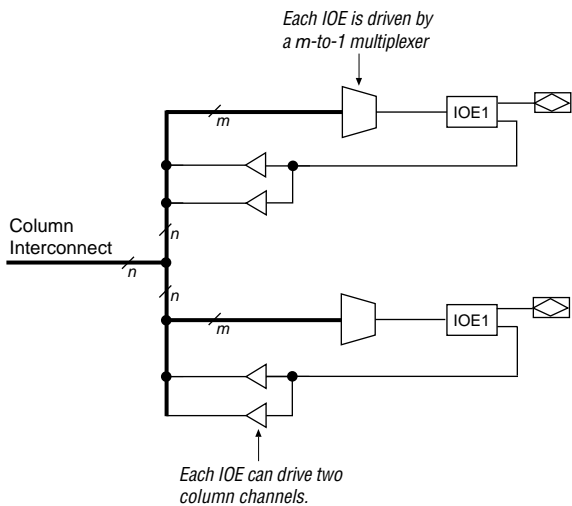 Each IOE is driven by
a m-to-1 multiplexer
m
IOE1
n
Column
Interconnect
n
n
m
IOE1
Each IOE can drive two
column channels.